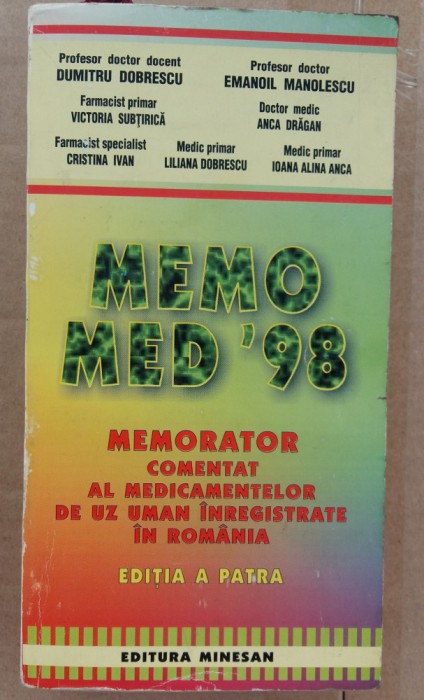 Profesor doctor docent
DUMITRU DOBRESCU
Profesor doctor
EMANOIL MANOLESCU
Farmacist primar
VICTORIA SUBȚIRICĂ
Doctor medic
ANCA DRĂGAN
Farmacist specialist
CRISTINA IVAN
Medic primar
LILIANA DOBRESCU
Medic primar
IOANA ALINA ANCA
MEMO
MED '98
MEMORATOR
COMENTAT
AL MEDICAMENTELOR
DE UZ UMAN ÎNREGISTRATE
ÎN ROMÂNIA
EDIȚIA A PATRA
EDITURA MINESAN